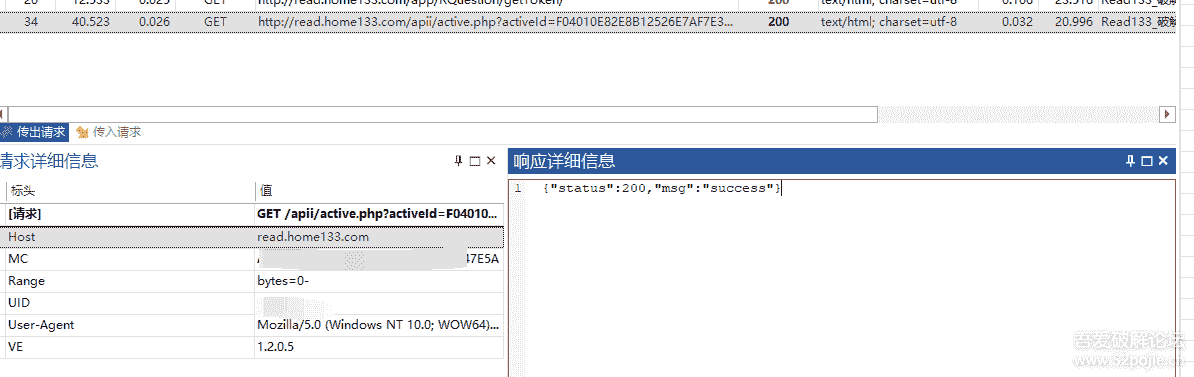 34 40.523 0.026 GET http://read.home133.com/apii/active.php?activeId=F04010E82E8B12526E7AF7E3... 200 text/html; charset=utf-8 0.032 20.996 Read133_破解
传出请求 传入请求
请求详细信息
响应详细信息
标头 值
1 {"status":200,"msg":"success"}
[请求] GET /apii/active.php?activeId=F04010...
Host read.home133.com
MC 47E5A
Range bytes=0-
UID
User-Agent Mozilla/5.0 (Windows NT 10.0; WOW64)...
VE 1.2.0.5
吾爱破解论坛
www.52pojie.cn